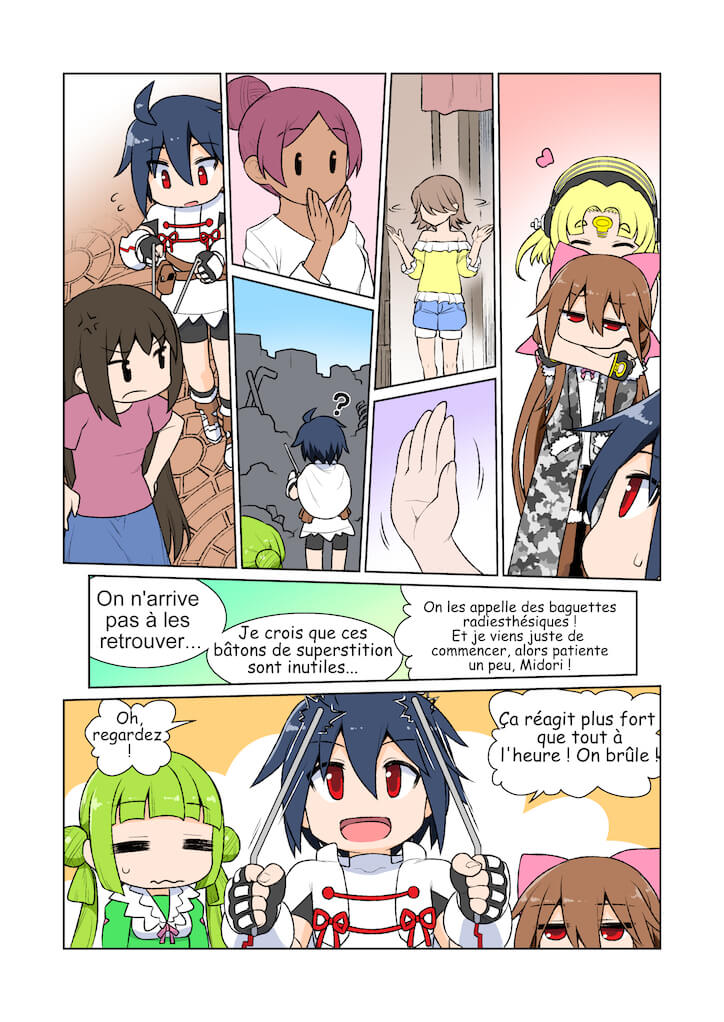 ?
On n'arrive
pas à les
retrouver...
Je crois que ces
bâtons de superstition
sont inutiles...
On les appelle des baguettes
radiesthésiques !
Et je viens juste de
commencer, alors patiente
un peu, Midori !
Oh,
regardez
!
Ça réagit plus fort
que tout à
l'heure ! On brûle !